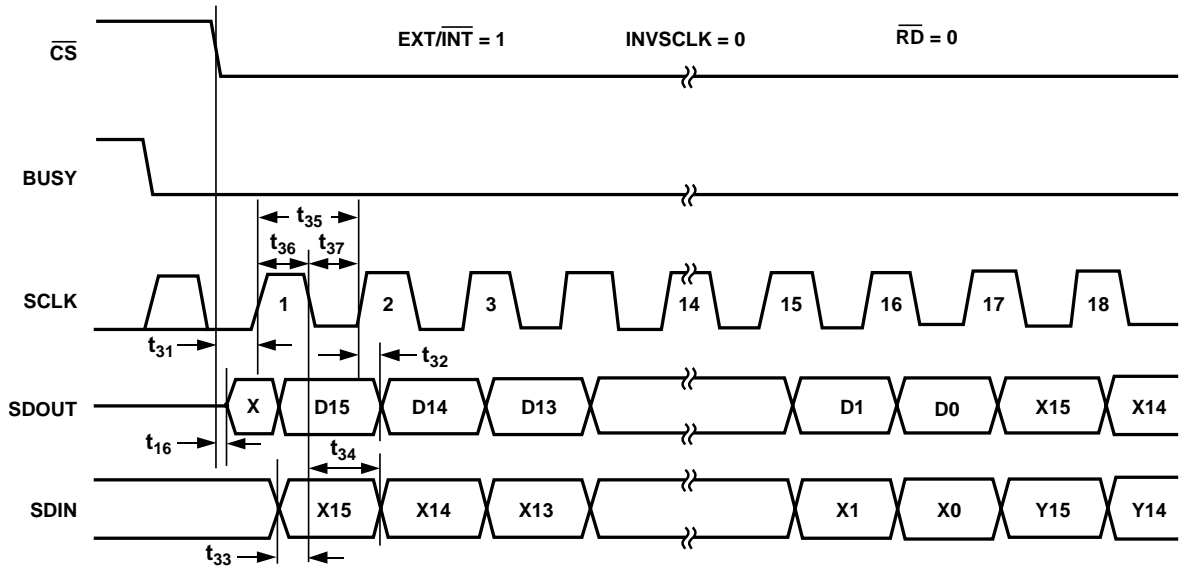 CS EXT/INT = 1 INVSCLK = 0 RD = 0
BUSY
t35
t36 t37
SCLK 1 2 3 14 15 16 17 18
t31 t32
SDOUT X D15 D14 D13 D1 D0 X15 X14
t16 t34
SDIN X15 X14 X13 X1 X0 Y15 Y14
t33